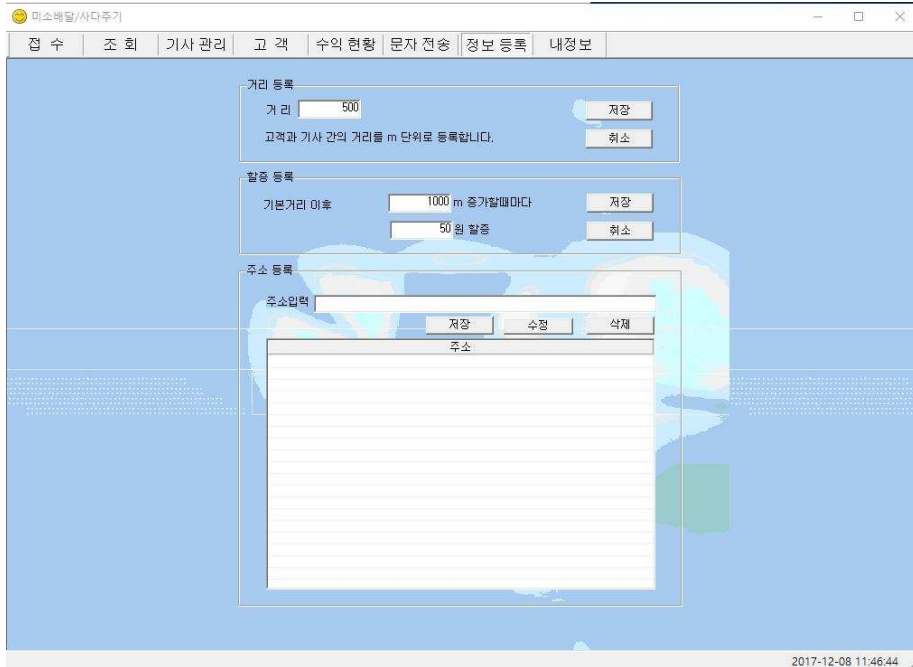 미소배달/사다주기
접 수 조 회 기사 관리 고 객 수익 현황 문자 전송 정보 등록 내정보
거리 등록
거 리 500 저장
고객과 기사 간의 거리를 m 단위로 등록합니다. 취소
할증 등록
기본거리 이후 1000 m 증가할때마다 저장
50 원 할증 취소
주소 등록
주소입력
저장 수정 삭제
주소
2017-12-08 11:46:44